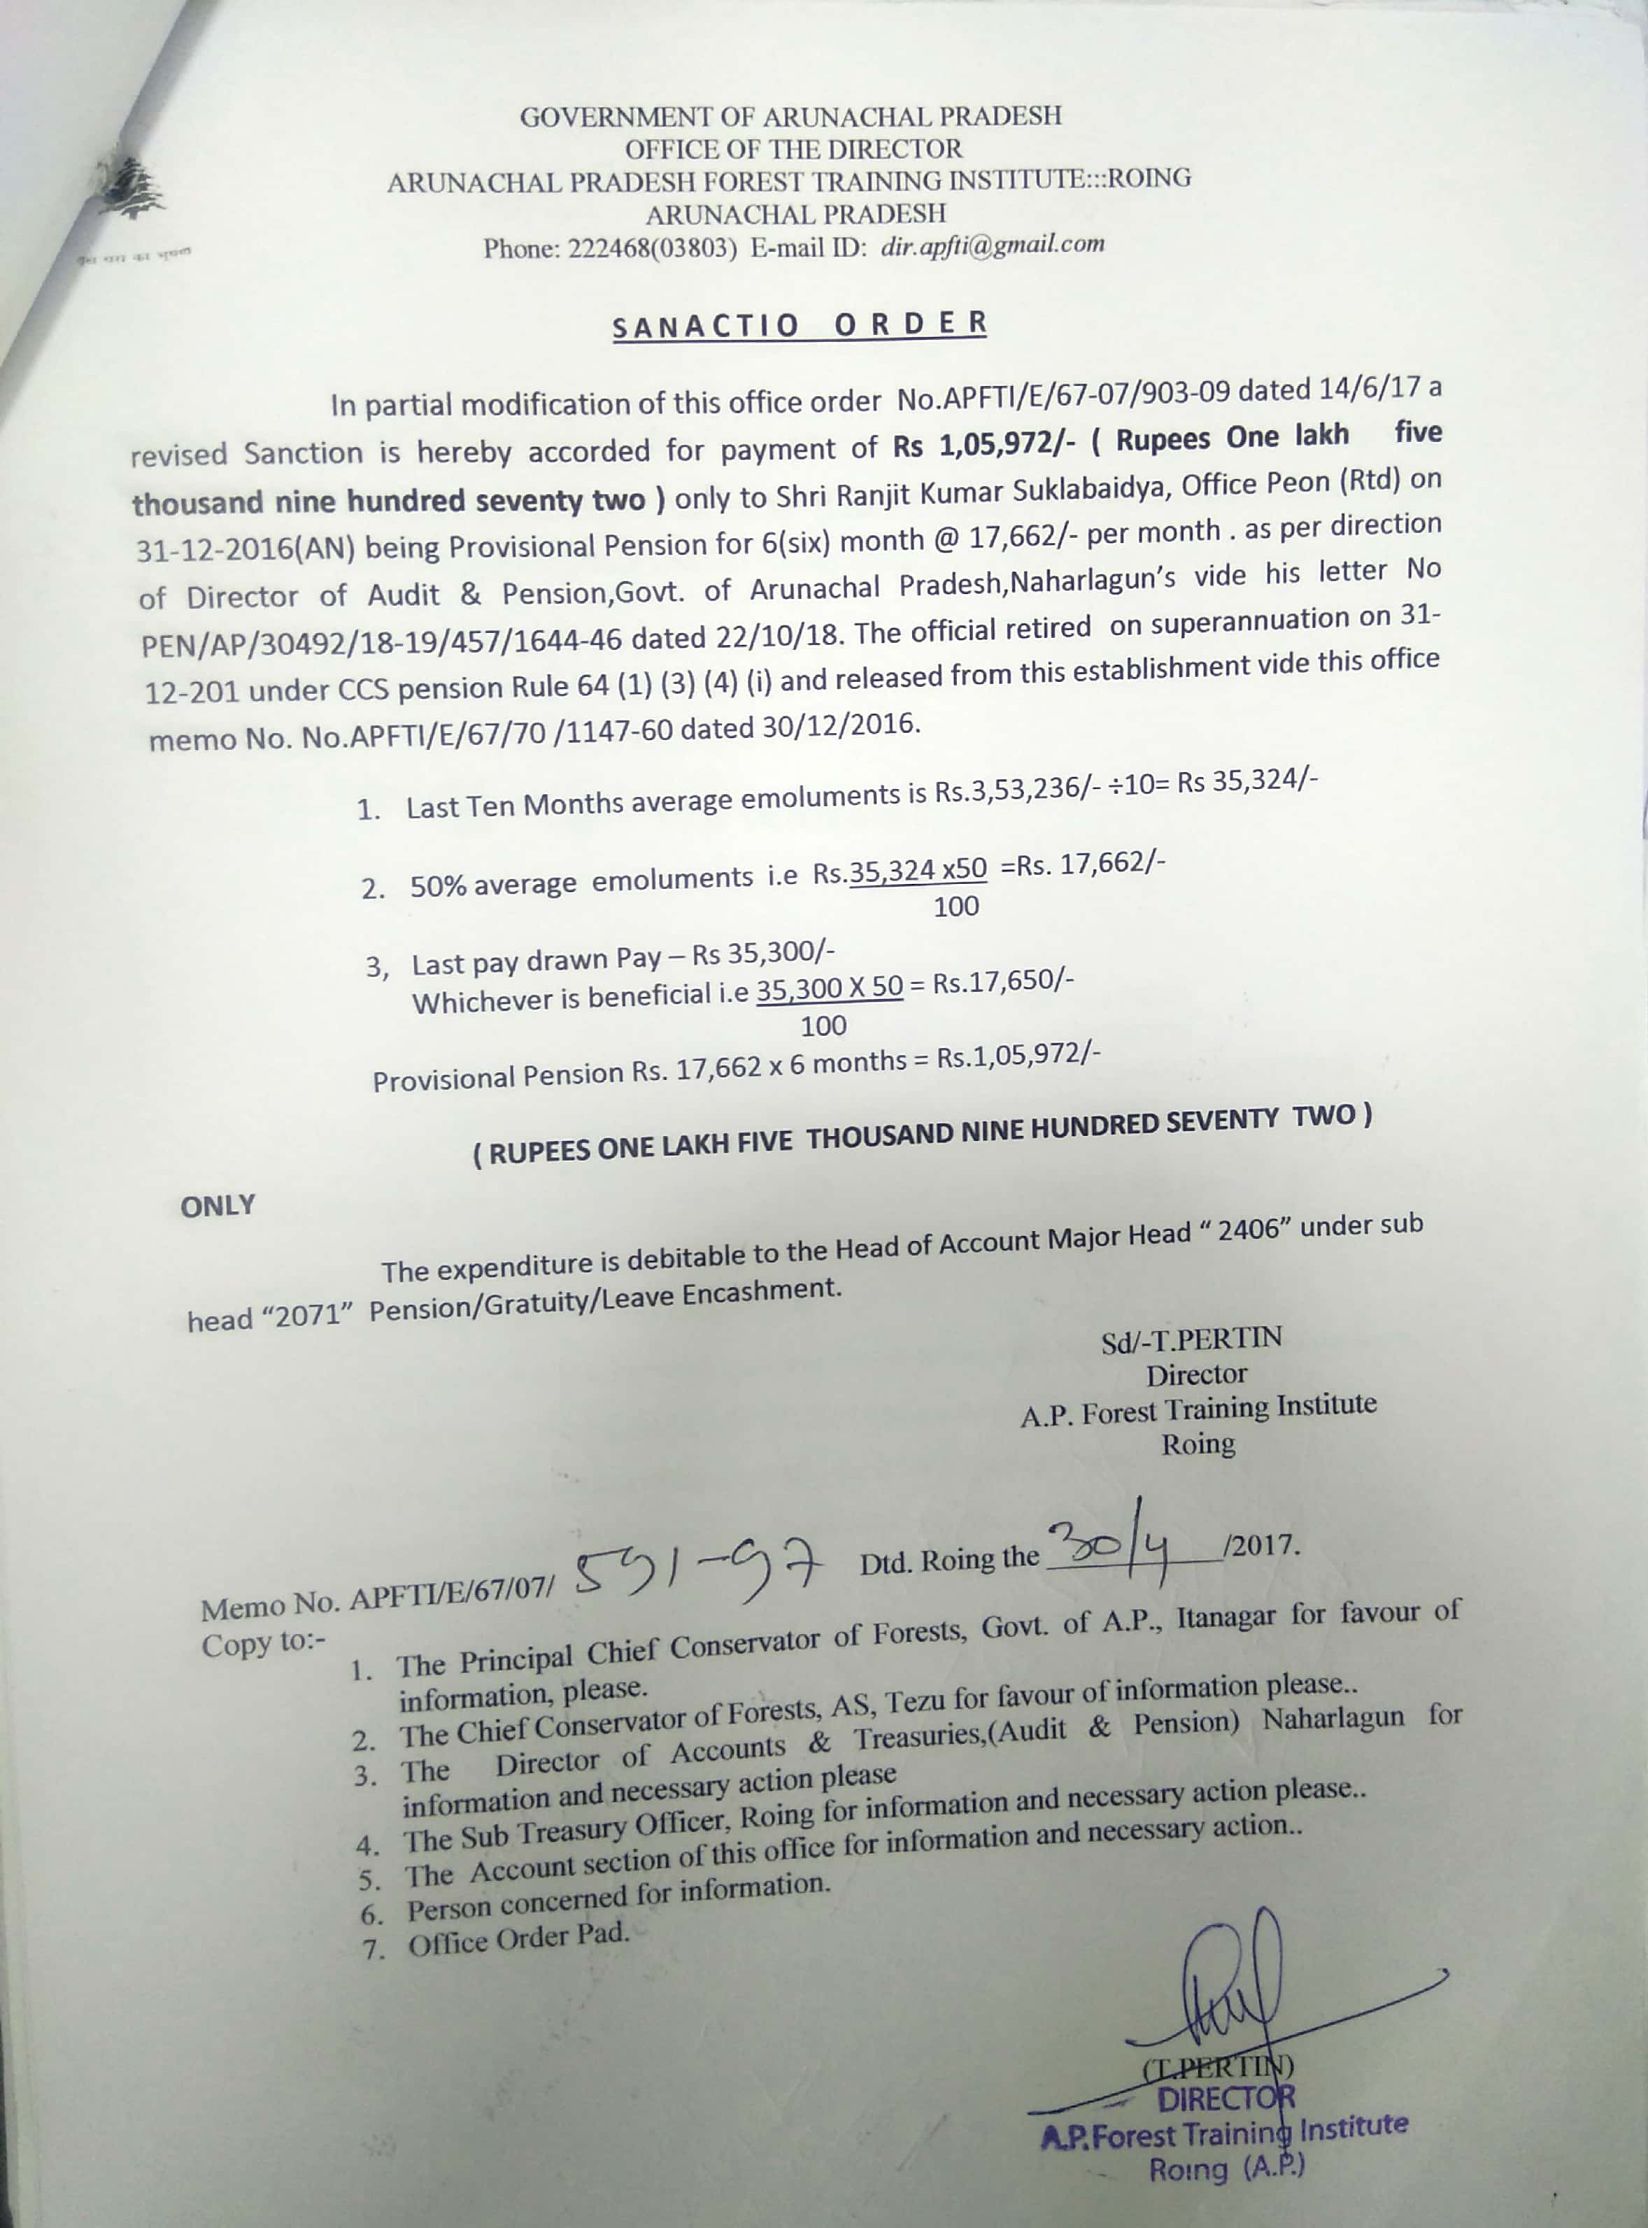 GOVERNMENT OF ARUNACHAL PRADESH
OFFICE OF THE DIRECTOR
ARUNACHAL PRADESH FOREST TRAINING INSTITUTE:::ROING
ARUNACHAL PRADESH
Phone: 222468(03803) E-mail ID: dir.apfti@gmail.com
SANACTIO ORDER
In partial modification of this office order No.APFTI/E/67-07/903-09 dated 14/6/17 a
revised Sanction is hereby accorded for payment of Rs 1,05,972/- ( Rupees One lakh five
thousand nine hundred seventy two ) only to Shri Ranjit Kumar Suklabaidya, Office Peon (Rtd) on
31-12-2016(AN) being Provisional Pension for 6(six) month @ 17,662/- per month . as per direction
of Director of Audit & Pension,Govt. of Arunachal Pradesh,Naharlagun's vide his letter No
PEN/AP/30492/18-19/457/1644-46 dated 22/10/18. The official retired on superannuation on 31-
12-201 under CCS pension Rule 64 (1) (3) (4) (i) and released from this establishment vide this office
memo No. No.APFTI/E/67/70 /1147-60 dated 30/12/2016.
1. Last Ten Months average emoluments is Rs.3,53,236/- ÷10= Rs 35,324/-
2. 50% average emoluments i.e Rs.35,324 x50 =Rs. 17,662/-
100
3, Last pay drawn Pay – Rs 35,300/-
Whichever is beneficial i.e 35,300 X 50 = Rs.17,650/-
100
Provisional Pension Rs. 17,662 x 6 months = Rs.1,05,972/-
( RUPEES ONE LAKH FIVE THOUSAND NINE HUNDRED SEVENTY TWO )
ONLY
The expenditure is debitable to the Head of Account Major Head " 2406" under sub
head "2071" Pension/Gratuity/Leave Encashment.
Sd/-T.PERTIN
Director
A.P. Forest Training Institute
Roing
Memo No. APFTI/E/67/07/ 591-97 Dtd. Roing the 30/4 /2017.
Copy to:-
1. The Principal Chief Conservator of Forests, Govt. of A.P., Itanagar for favour of
information, please.
2. The Chief Conservator of Forests, AS, Tezu for favour of information please..
3. The Director of Accounts & Treasuries,(Audit & Pension) Naharlagun for
information and necessary action please
4. The Sub Treasury Officer, Roing for information and necessary action please..
5. The Account section of this office for information and necessary action..
6. Person concerned for information.
7. Office Order Pad.
(T.PERTIN)
DIRECTOR
A.P.Forest Training Institute
Roing (A.P.)